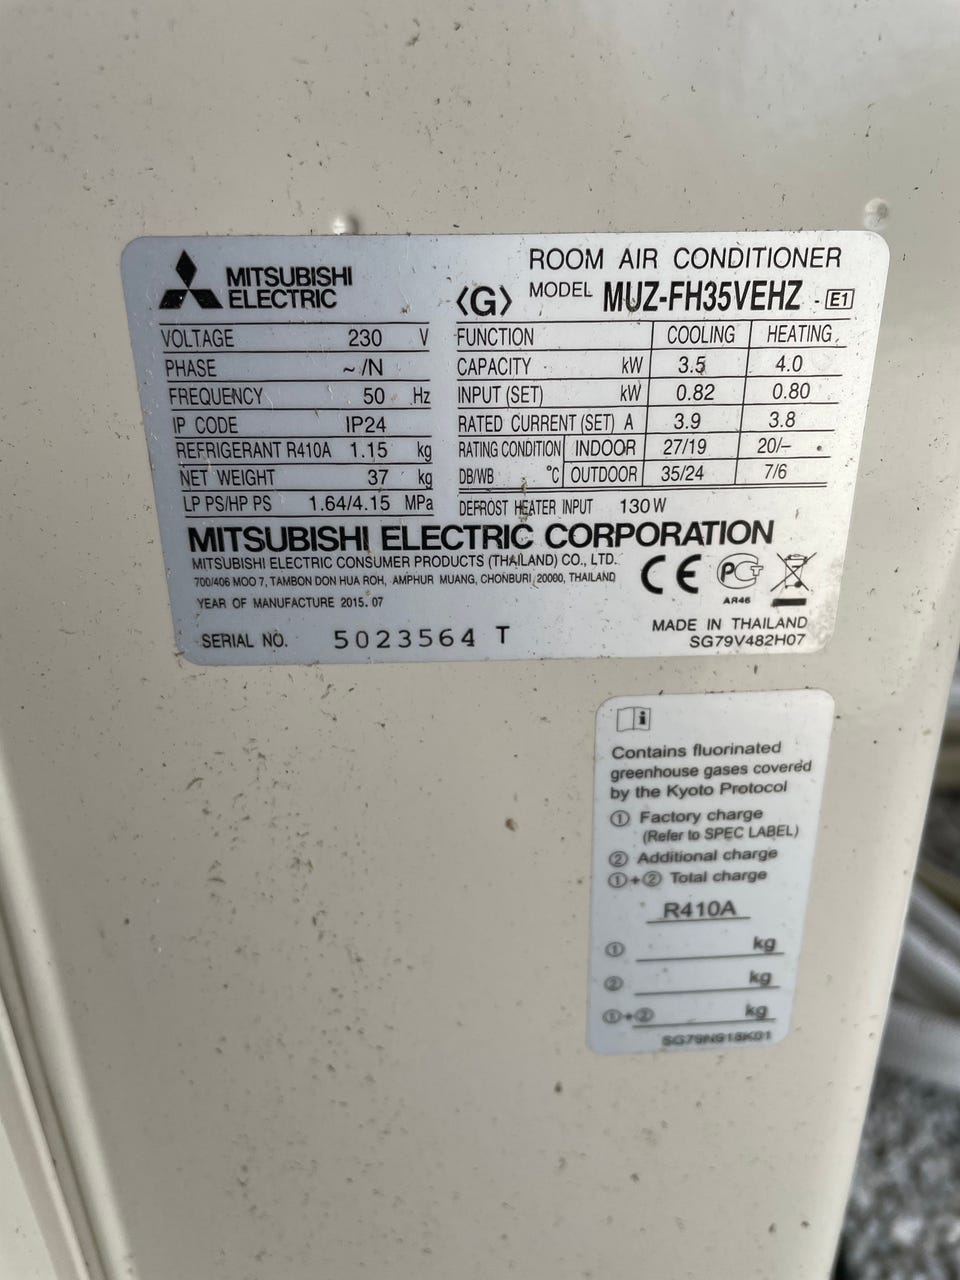 MITSUBISHI
ELECTRIC
ROOM AIR CONDITIONER
<G> MODEL MUZ-FH35VEHZ - E1
VOLTAGE 230 V
PHASE ~/N
FREQUENCY 50 Hz
IP CODE IP24
REFRIGERANT R410A 1.15 kg
NET WEIGHT 37 kg
LP PS/HP PS 1.64/4.15 MPa
FUNCTION COOLING HEATING
CAPACITY kW 3.5 4.0
INPUT (SET) kW 0.82 0.80
RATED CURRENT (SET) A 3.9 3.8
RATING CONDITION INDOOR 27/19 20/-
DB/WB °C OUTDOOR 35/24 7/6
DEFROST HEATER INPUT 130 W
MITSUBISHI ELECTRIC CORPORATION
MITSUBISHI ELECTRIC CONSUMER PRODUCTS (THAILAND) CO., LTD.
700/406 MOO 7, TAMBON DON HUA ROH, AMPHUR MUANG, CHONBURI 20000, THAILAND
YEAR OF MANUFACTURE 2015.07
CE PCT
AR46
SERIAL NO. 5023564 T
MADE IN THAILAND
SG79V482H07
i
Contains fluorinated
greenhouse gases covered
by the Kyoto Protocol
① Factory charge
(Refer to SPEC LABEL)
② Additional charge
①+② Total charge
R410A
① kg
② kg
①+② kg
SG79N918K01